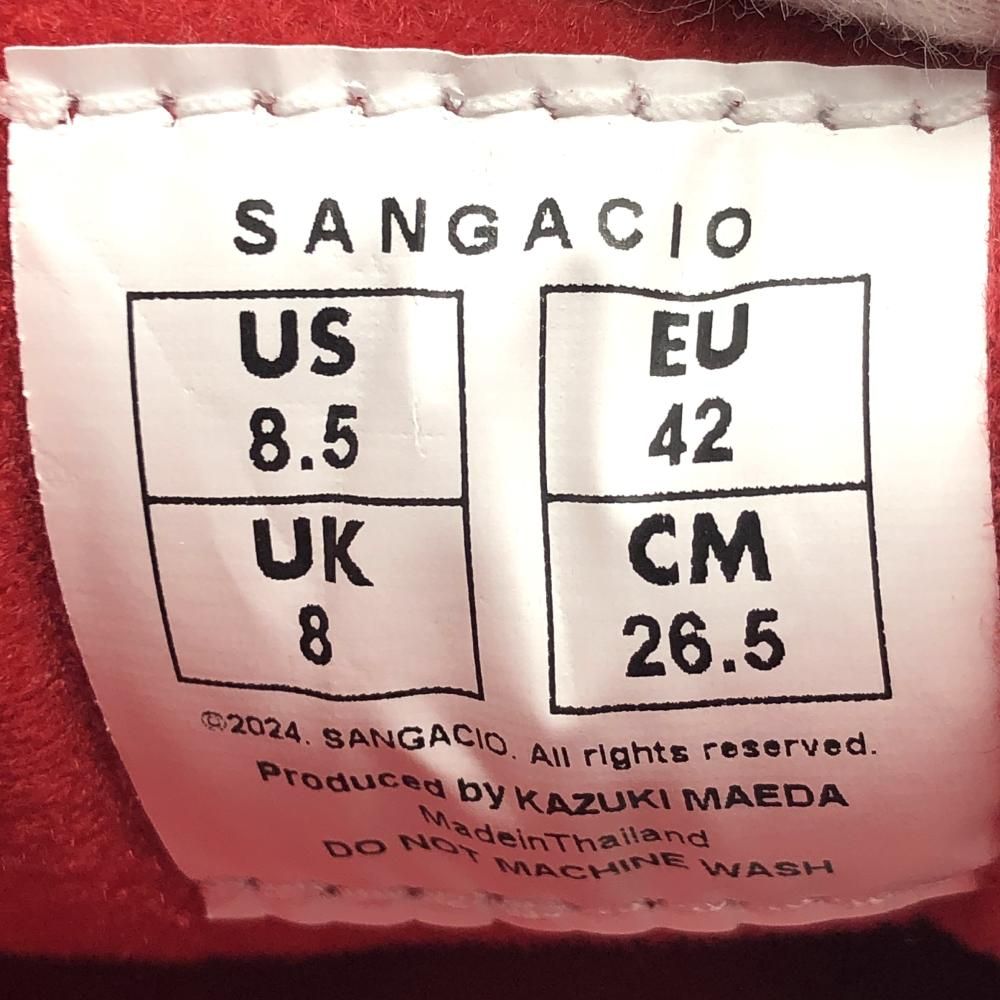 SANGACIO
US
8.5
EU
42
UK
8
CM
26.5
©2024. SANGACIO. All rights reserved.
Produced by KAZUKI MAEDA
MadeinThailand
DO NOT MACHINE WASH